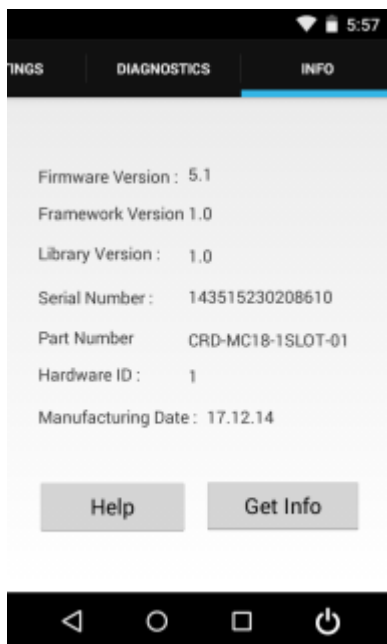 5:57
TINGS DIAGNOSTICS INFO
Firmware Version : 5.1
Framework Version 1.0
Library Version : 1.0
Serial Number : 143515230208610
Part Number CRD-MC18-1SLOT-01
Hardware ID : 1
Manufacturing Date : 17.12.14
Help Get Info